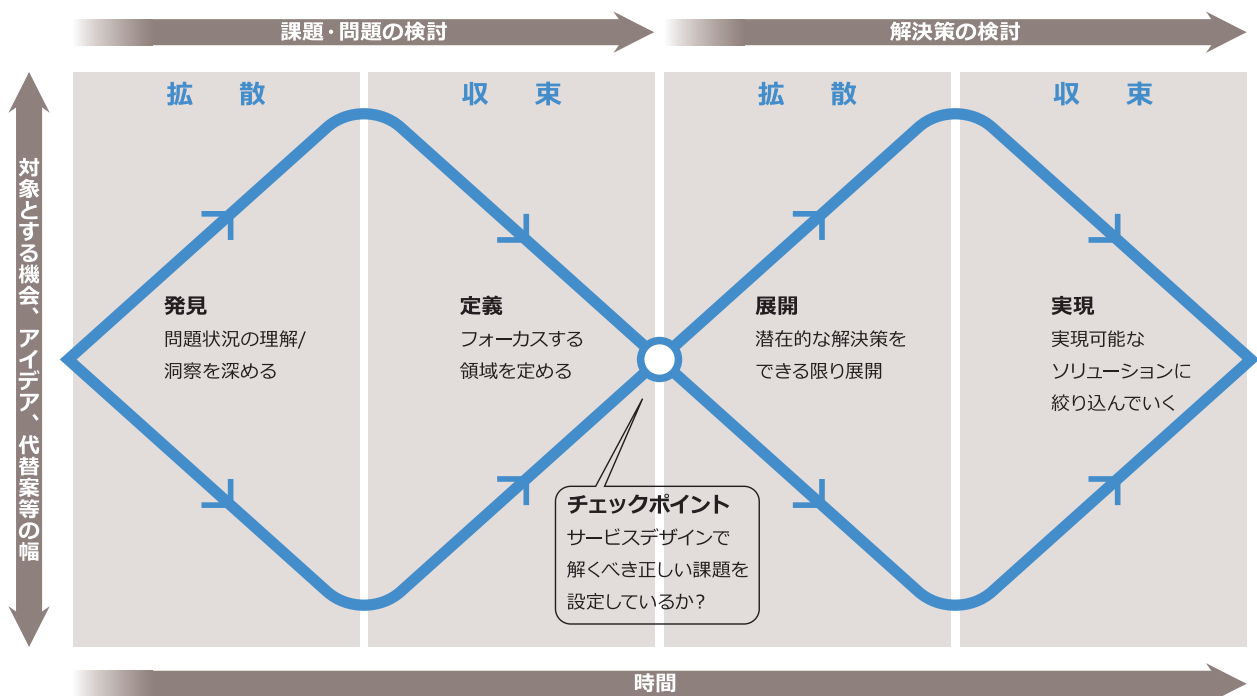 課題・問題の検討
解決策の検討
拡 散
収 束
拡 散
収 束
対象とする機会、アイデア、代替案等の幅
発見
問題状況の理解/
洞察を深める
定義
フォーカスする
領域を定める
展開
潜在的な解決策を
できる限り展開
実現
実現可能な
ソリューションに
絞り込んでいく
チェックポイント
サービスデザインで
解くべき正しい課題を
設定しているか?
時間